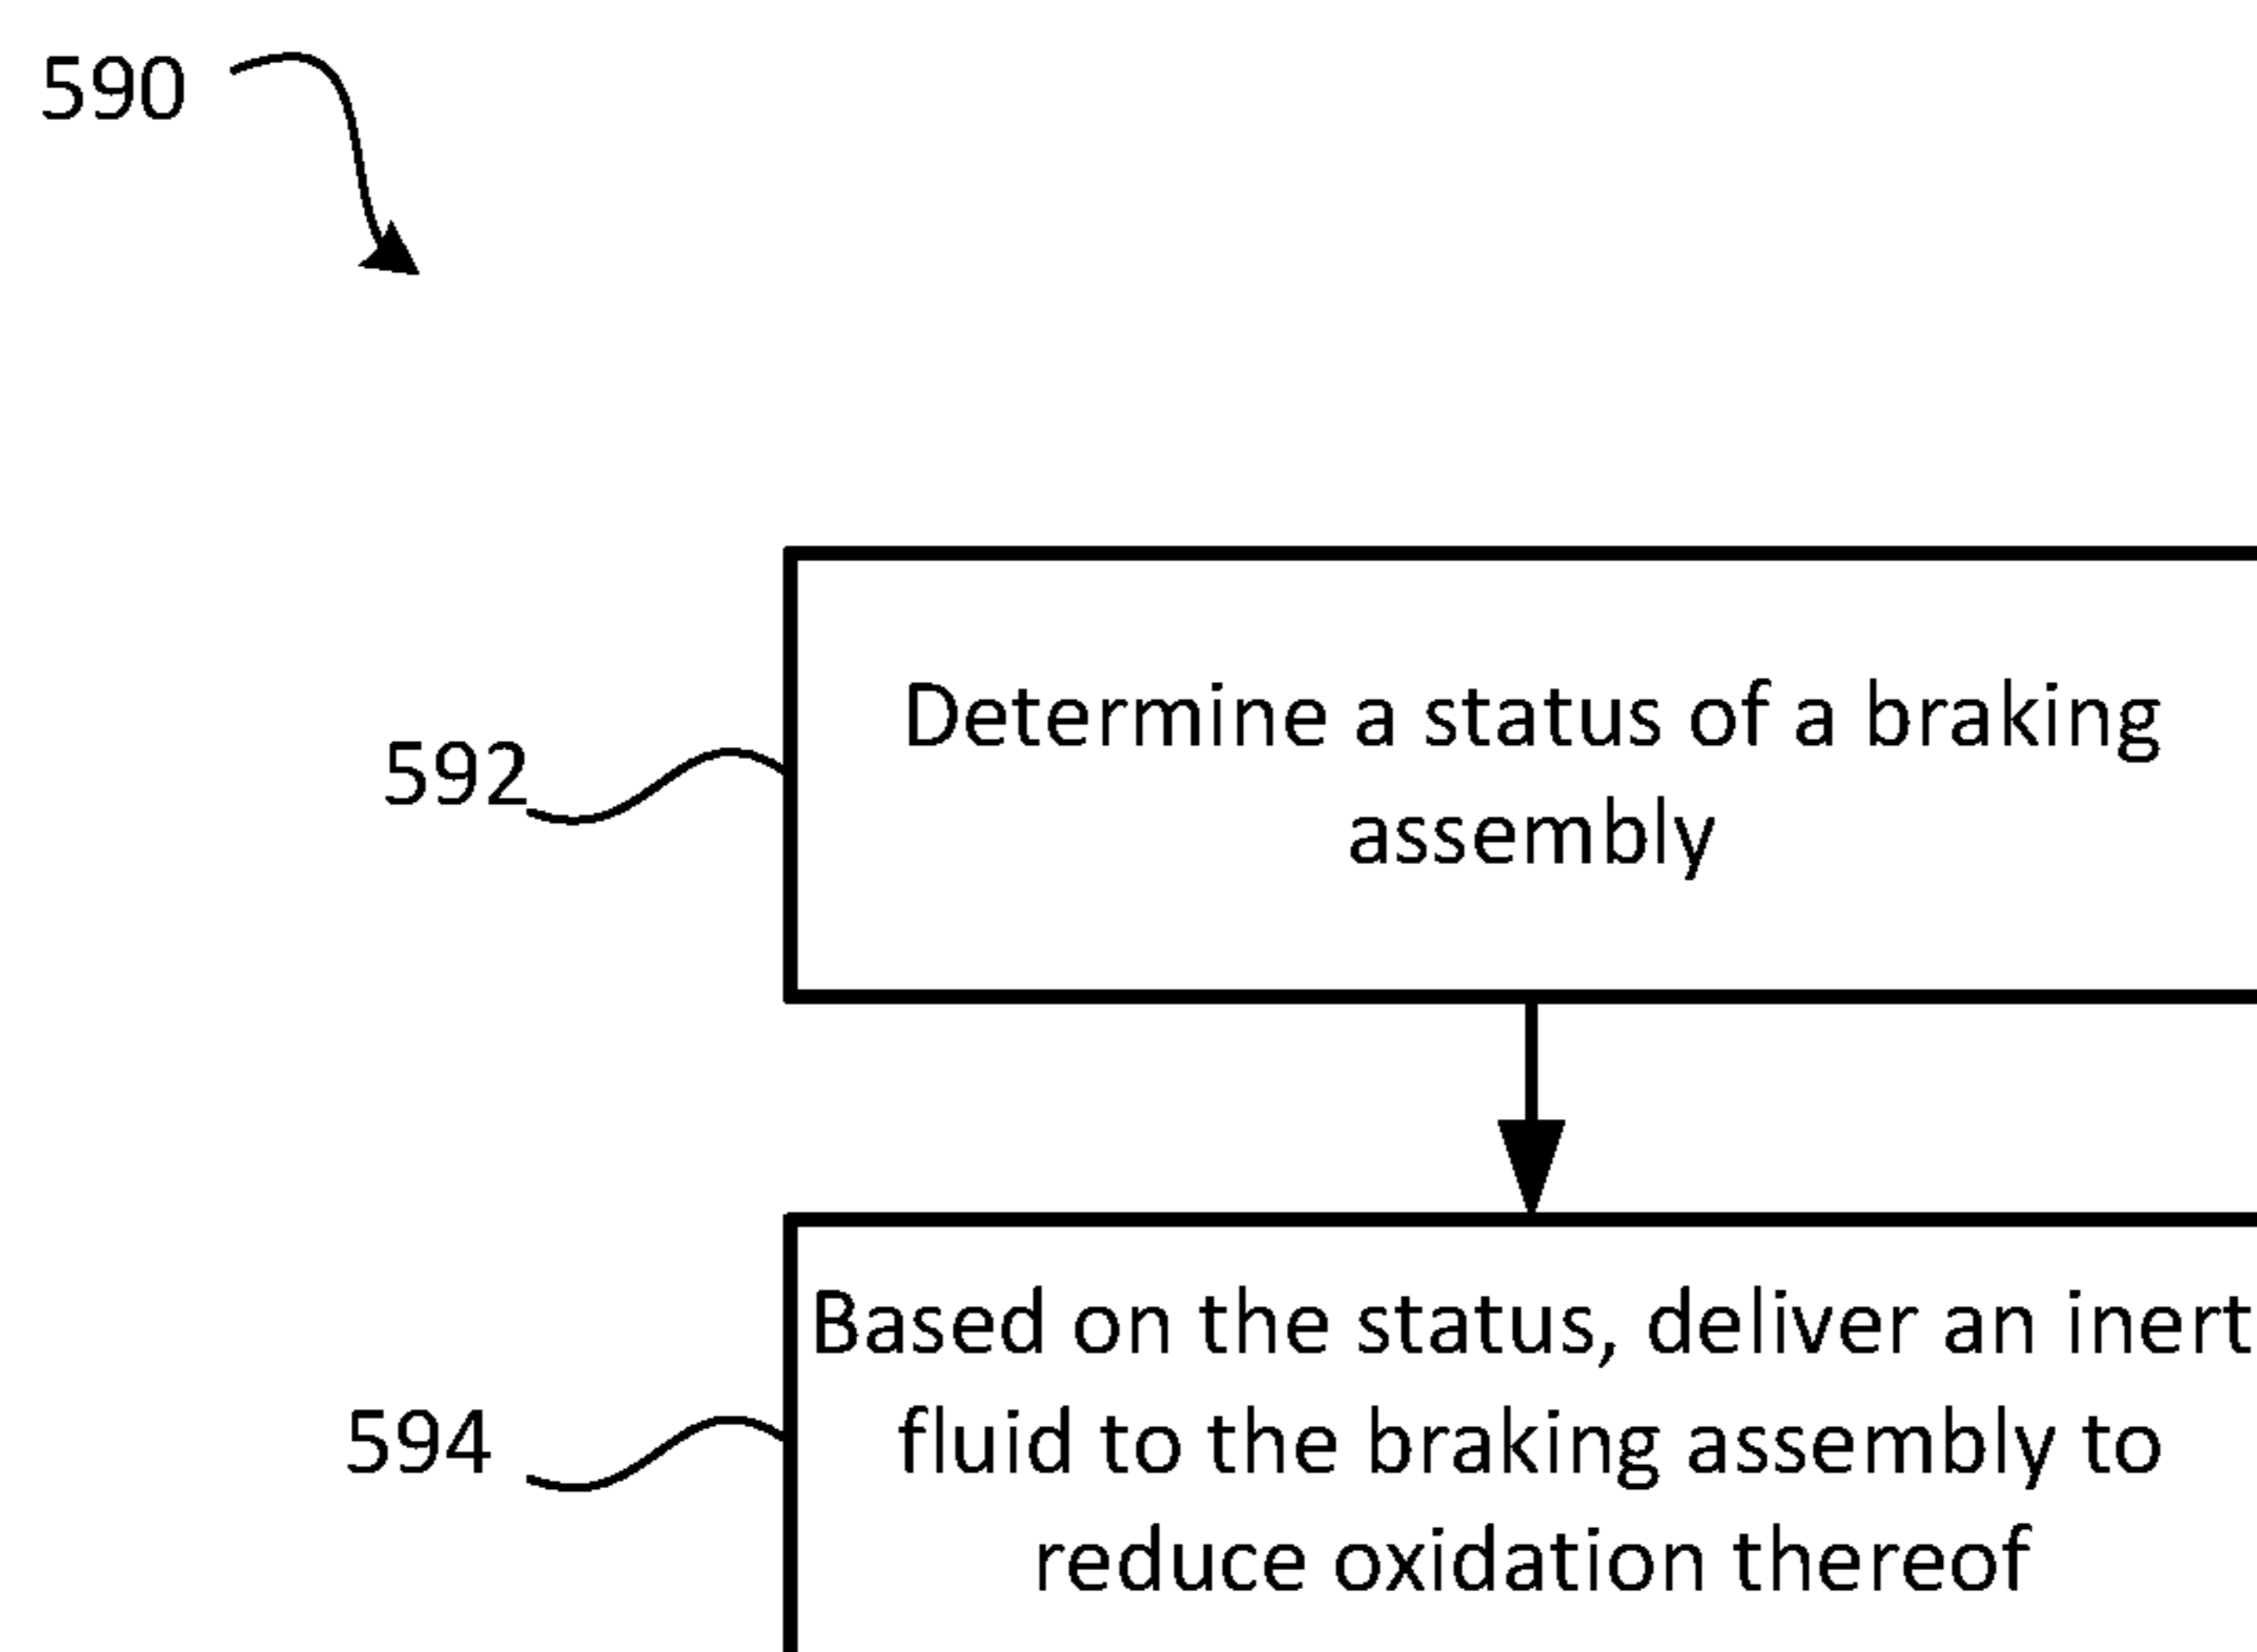 590
592
Determine a status of a braking
assembly
594
Based on the status, deliver an inert
fluid to the braking assembly to
reduce oxidation thereof